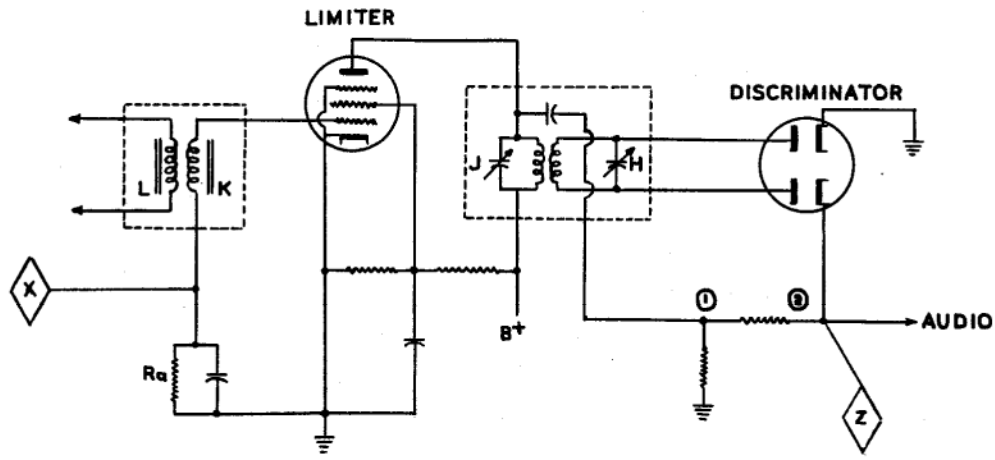 LIMITER
DISCRIMINATOR
L
K
J
H
X
Ra
B+
1
2
AUDIO
Z